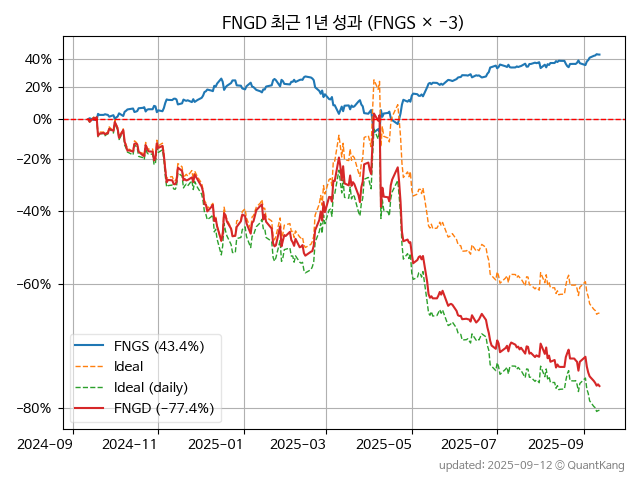 FNGD 최근 1년 성과 (FNGS × −3)
40%
20%
0%
−20%
−40%
−60%
−80%
FNGS (43.4%)
Ideal
Ideal (daily)
FNGD (−77.4%)
2024-09 2024-11 2025-01 2025-03 2025-05 2025-07 2025-09
updated: 2025-09-12 © QuantKang